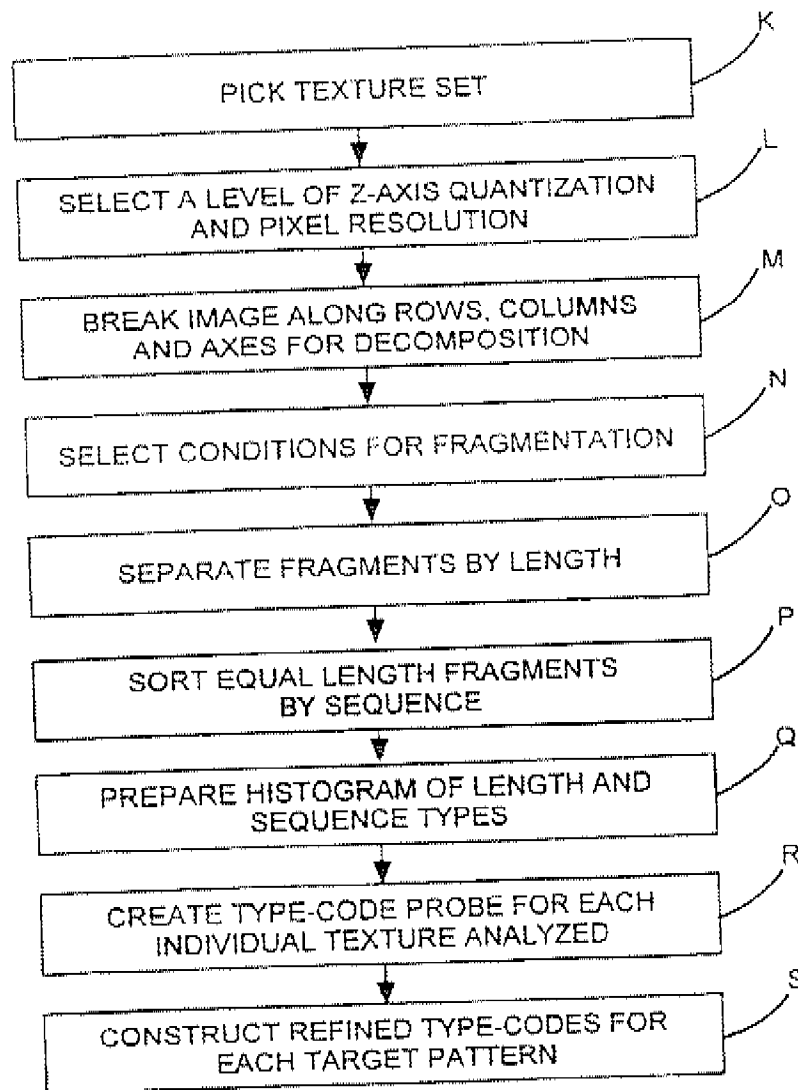 K
PICK TEXTURE SET
L
SELECT A LEVEL OF Z-AXIS QUANTIZATION
AND PIXEL RESOLUTION
M
BREAK IMAGE ALONG ROWS, COLUMNS
AND AXES FOR DECOMPOSITION
N
SELECT CONDITIONS FOR FRAGMENTATION
O
SEPARATE FRAGMENTS BY LENGTH
P
SORT EQUAL LENGTH FRAGMENTS
BY SEQUENCE
Q
PREPARE HISTOGRAM OF LENGTH AND
SEQUENCE TYPES
R
CREATE TYPE-CODE PROBE FOR EACH
INDIVIDUAL TEXTURE ANALYZED
S
CONSTRUCT REFINED TYPE-CODES FOR
EACH TARGET PATTERN